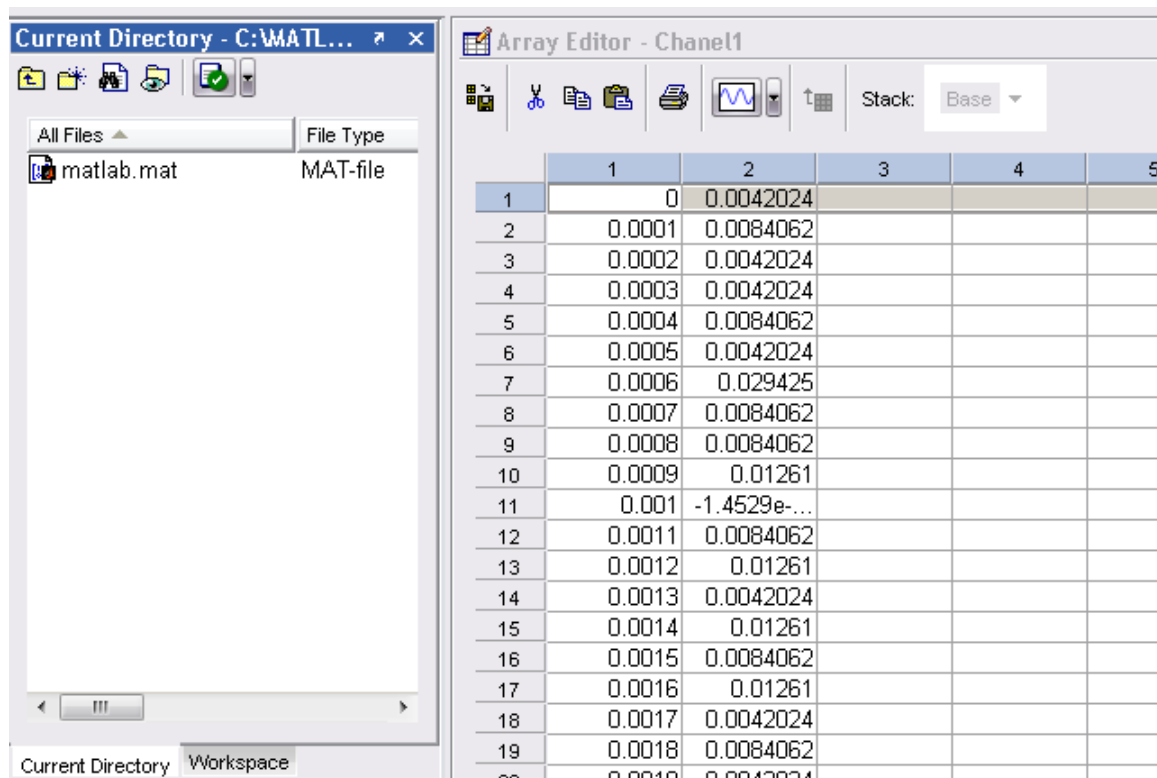 Current Directory - C:\MATL...
All Files
File Type
matlab.mat
MAT-file
Current Directory
Workspace
Array Editor - Chanel1
Stack:
Base
1 2 3 4 5
1 0 0.0042024
2 0.0001 0.0084062
3 0.0002 0.0042024
4 0.0003 0.0042024
5 0.0004 0.0084062
6 0.0005 0.0042024
7 0.0006 0.029425
8 0.0007 0.0084062
9 0.0008 0.0084062
10 0.0009 0.01261
11 0.001 -1.4529e-...
12 0.0011 0.0084062
13 0.0012 0.01261
14 0.0013 0.0042024
15 0.0014 0.01261
16 0.0015 0.0084062
17 0.0016 0.01261
18 0.0017 0.0042024
19 0.0018 0.0084062